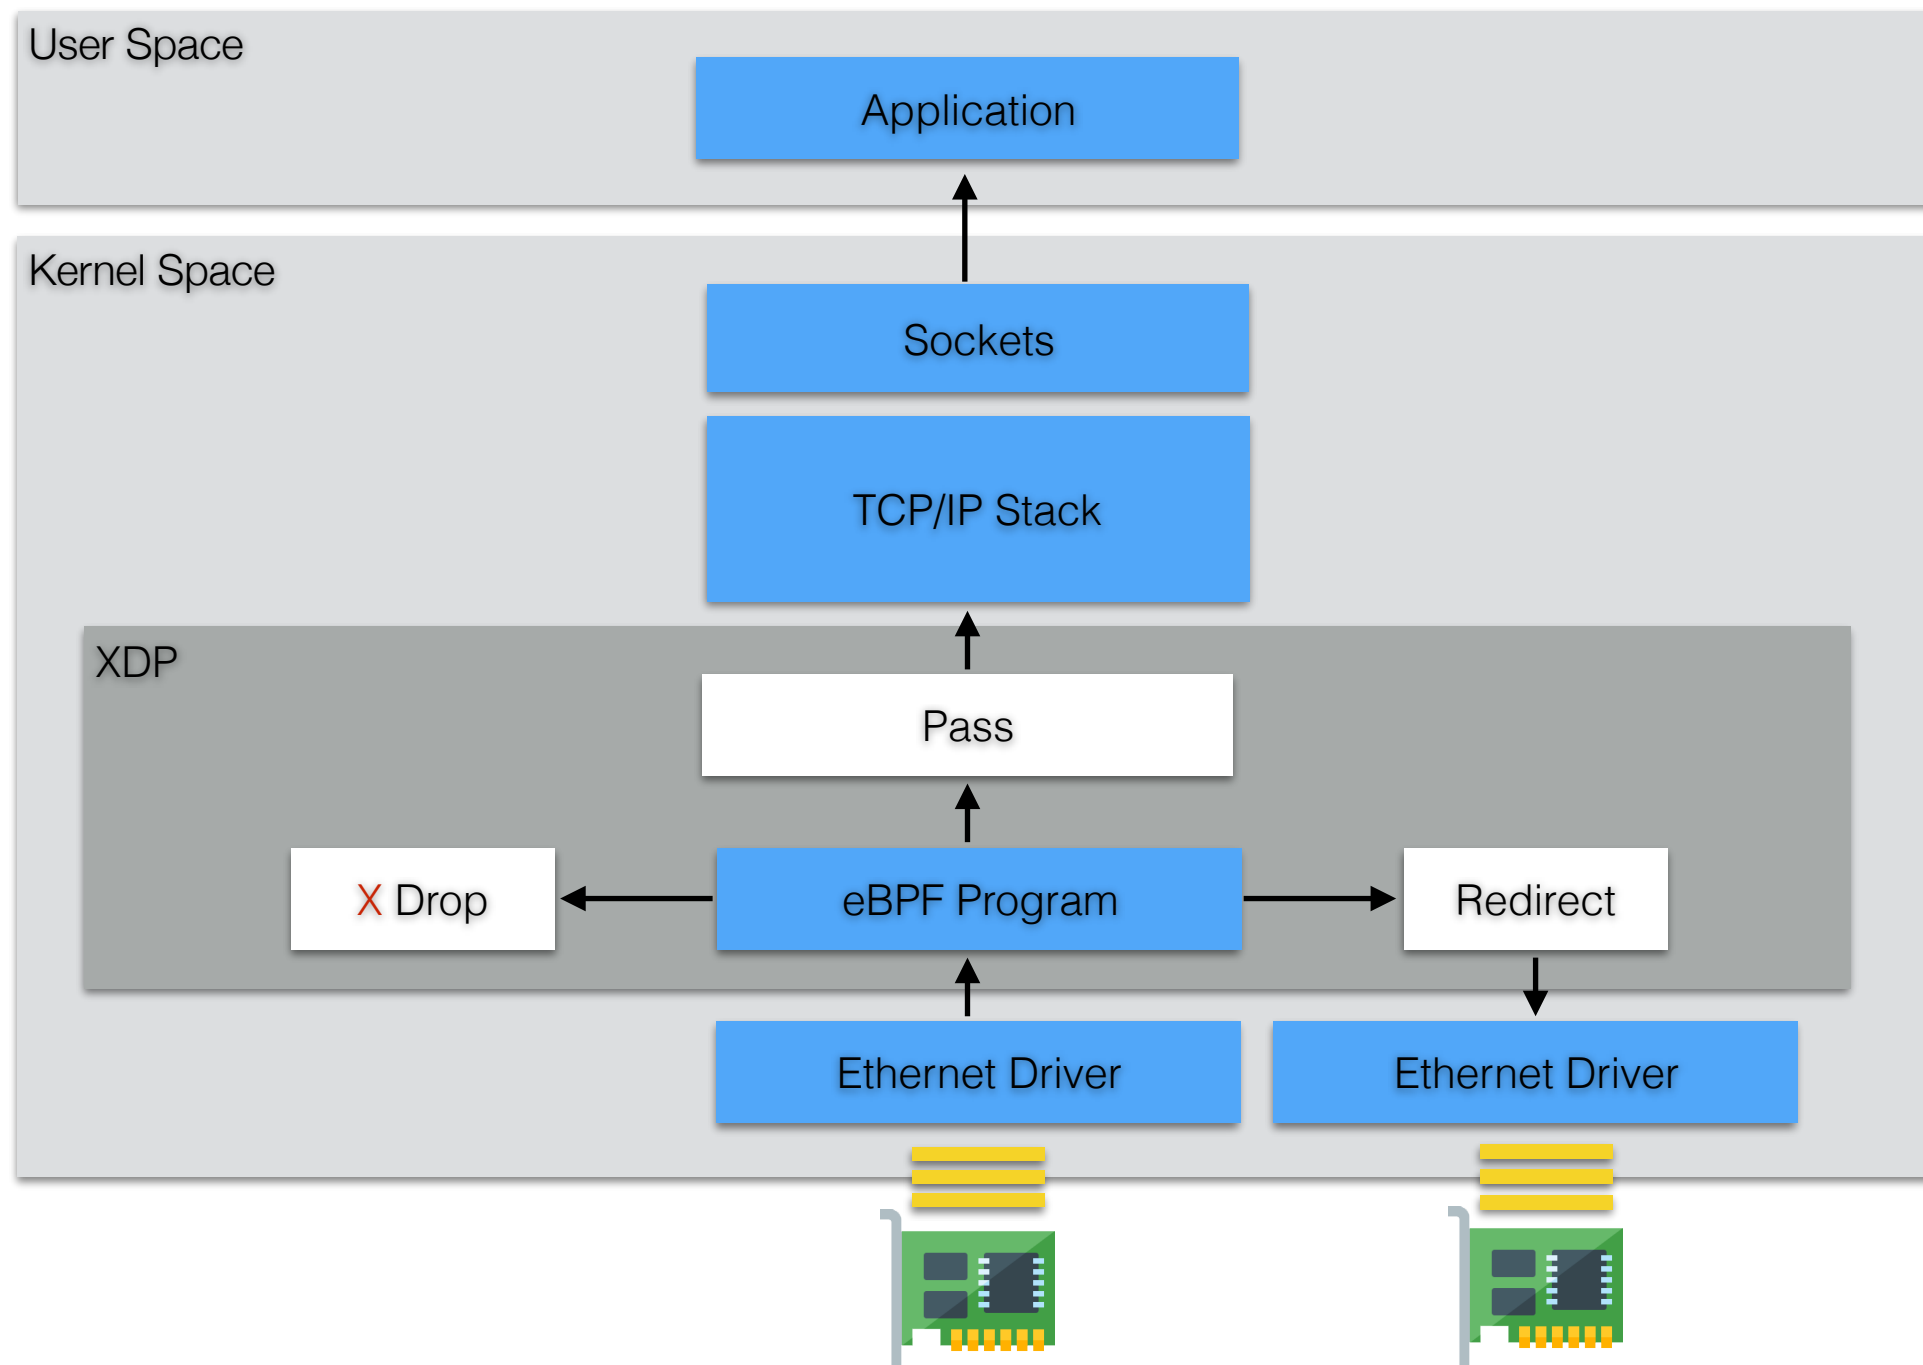 User Space
Application
Kernel Space
Sockets
TCP/IP Stack
XDP
Pass
X Drop
eBPF Program
Redirect
Ethernet Driver
Ethernet Driver